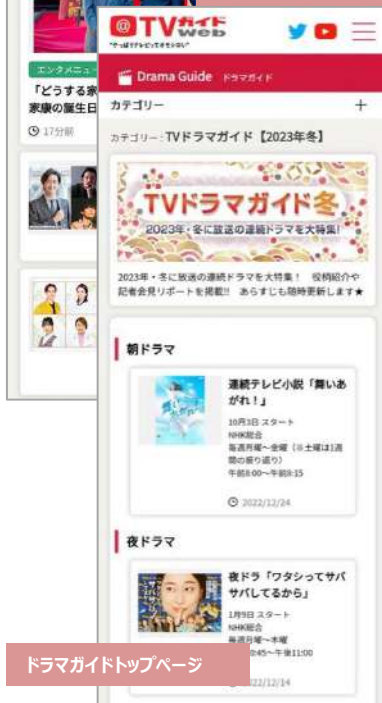 エンタメニュー
「どうする家
家康の誕生日
17分前
@TVガイド
Web
"やっぱテレビってオモシロい"
Drama Guide ドラマガイド
カテゴリー
+
カテゴリー：TVドラマガイド【2023年冬】
TVドラマガイド冬
2023年・冬に放送の連続ドラマを大特集！
2023年・冬に放送の連続ドラマを大特集！ 役柄紹介や
記者会見リポートを掲載!! あらすじも随時更新します★
朝ドラマ
連続テレビ小説「舞いあ
がれ！」
10月3日 スタート
NHK総合
毎週月曜～金曜（※土曜は1週
間の振り返り）
午前8:00～午前8:15
2022/12/24
夜ドラマ
夜ドラ「ワタシってサバ
サバしてるから」
1月9日 スタート
NHK総合
毎週月曜～木曜
0:45～午後11:00
22/12/14
ドラマガイドトップページ